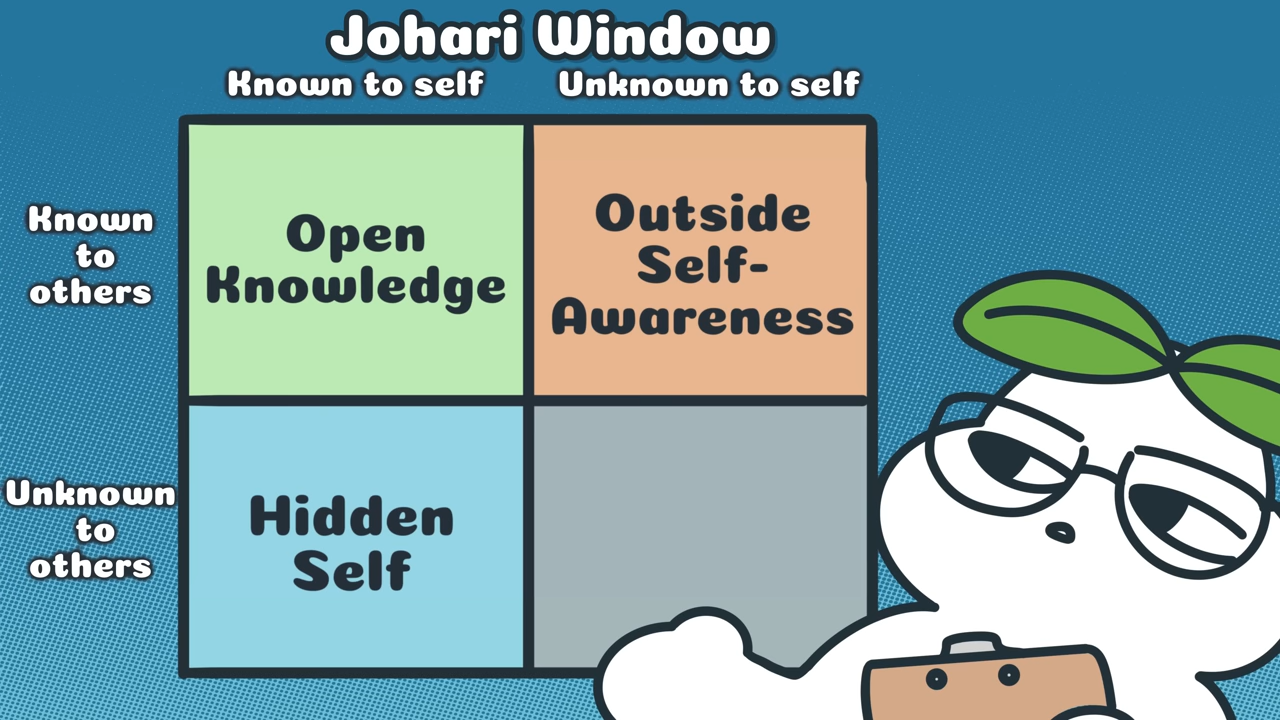 Johari Window
Known to self
Unknown to self
Known
to
others
Open
Knowledge
Outside
Self-
Awareness
Unknown
to
others
Hidden
Self